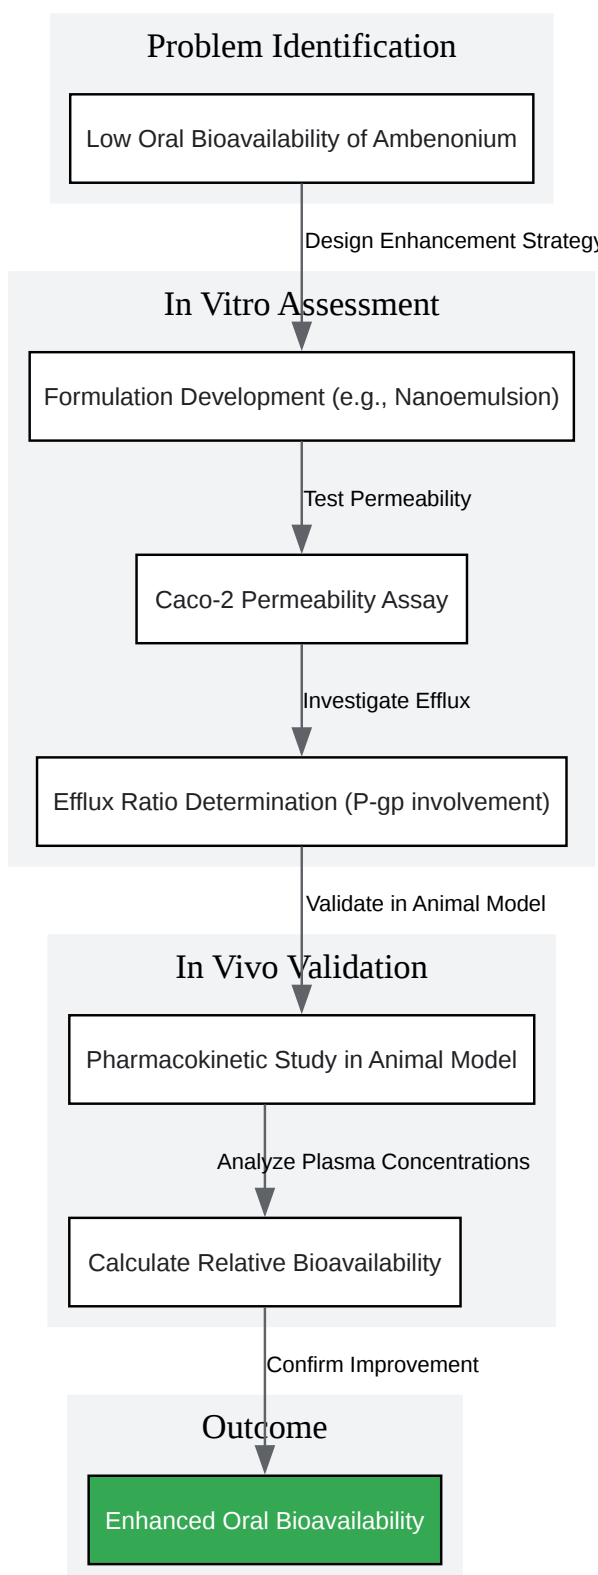 Problem Identification
Low Oral Bioavailability of Ambenonium
Design Enhancement Strategy
In Vitro Assessment
Formulation Development (e.g., Nanoemulsion)
Test Permeability
Caco-2 Permeability Assay
Investigate Efflux
Efflux Ratio Determination (P-gp involvement)
Validate in Animal Model
In Vivo Validation
Pharmacokinetic Study in Animal Model
Analyze Plasma Concentrations
Calculate Relative Bioavailability
Confirm Improvement
Outcome
Enhanced Oral Bioavailability